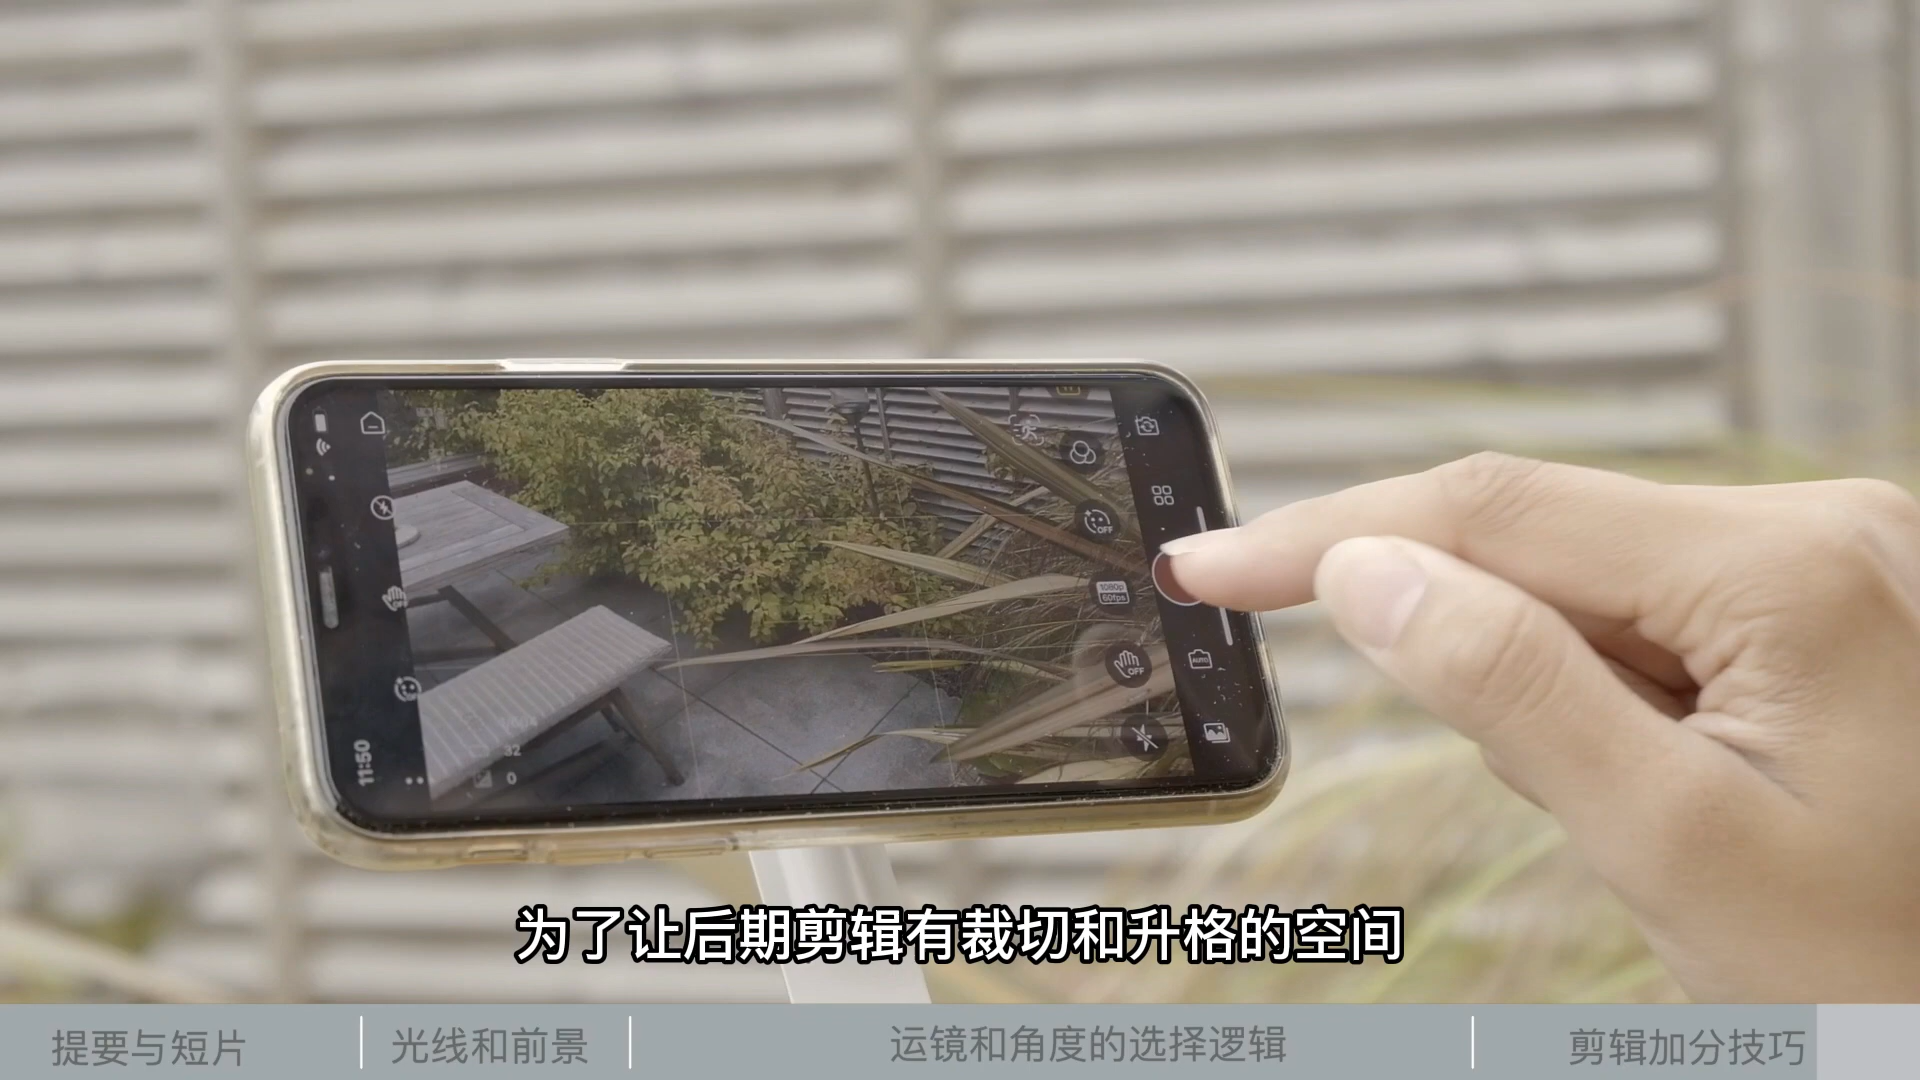 OFF
1080p
60fps
OFF
AUTO
OFF
32
0
11:50
为了让后期剪辑有裁切和升格的空间
提要与短片
光线和前景
运镜和角度的选择逻辑
剪辑加分技巧